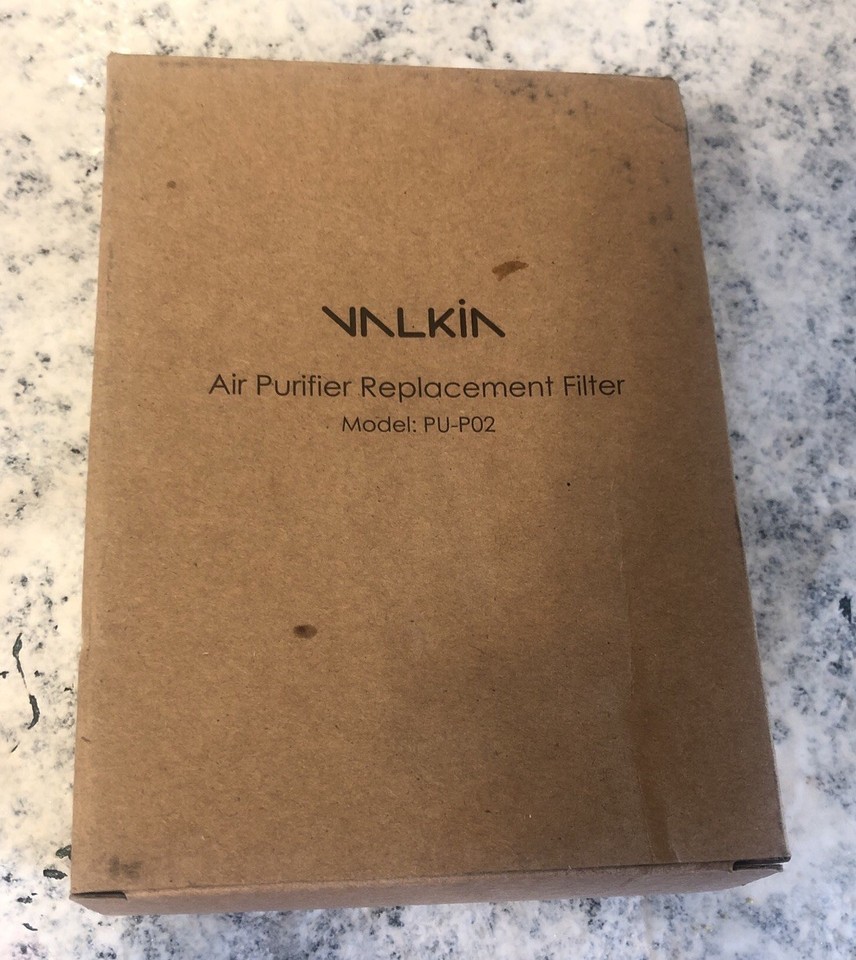 VALKIA
Air Purifier Replacement Filter
Model: PU-P02